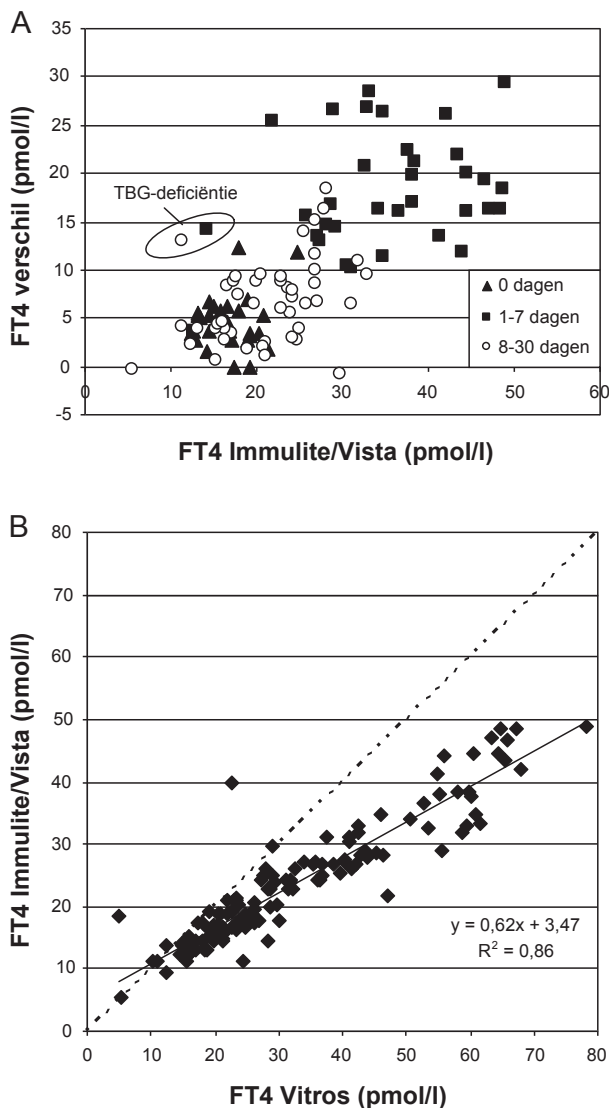 A
35
30
25
20
15
10
5
0
-5
FT4 verschil (pmol/l)
TBG-deficiëntie
0 dagen
1-7 dagen
8-30 dagen
0 10 20 30 40 50 60
FT4 Immulite/Vista (pmol/l)
B
80
70
60
50
40
30
20
10
0
FT4 Immulite/Vista (pmol/l)
y = 0,62x + 3,47
R² = 0,86
0 10 20 30 40 50 60 70 80
FT4 Vitros (pmol/l)